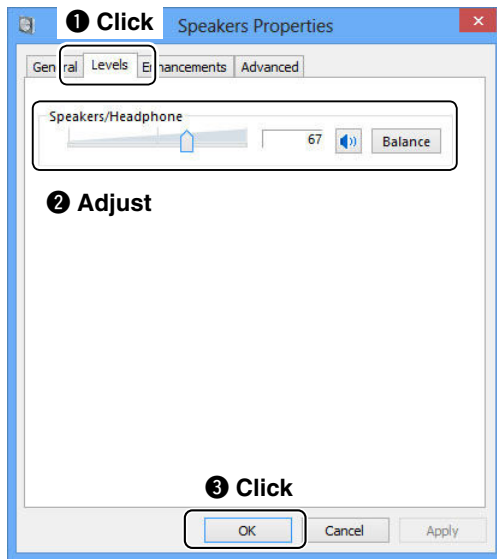 ❶ Click
Speakers Properties
General Levels Enhancements Advanced
Speakers/Headphone
67 Balance
❷ Adjust
❸ Click
OK Cancel Apply